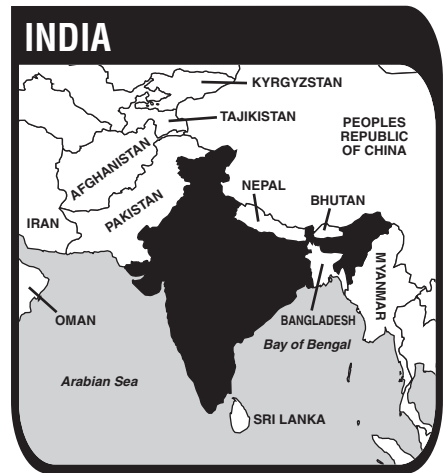 INDIA
KYRGYZSTAN
TAJIKISTAN
PEOPLES
REPUBLIC
OF CHINA
AFGHANISTAN
PAKISTAN
NEPAL
BHUTAN
IRAN
MYANMAR
OMAN
BANGLADESH
Bay of Bengal
Arabian Sea
SRI LANKA